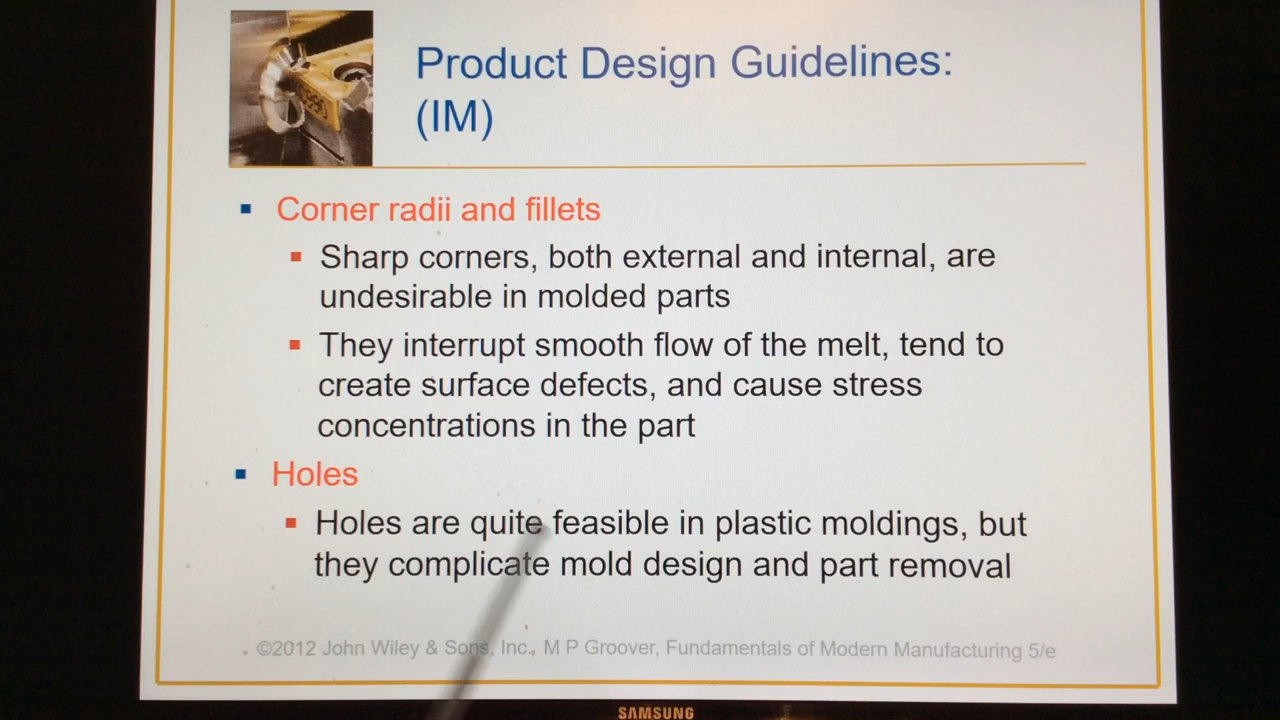 Product Design Guidelines:
(IM)
Corner radii and fillets
Sharp corners, both external and internal, are
undesirable in molded parts
They interrupt smooth flow of the melt, tend to
create surface defects, and cause stress
concentrations in the part
Holes
Holes are quite feasible in plastic moldings, but
they complicate mold design and part removal
©2012 John Wiley & Sons, Inc., M P Groover, Fundamentals of Modern Manufacturing 5/e
SAMSUNG